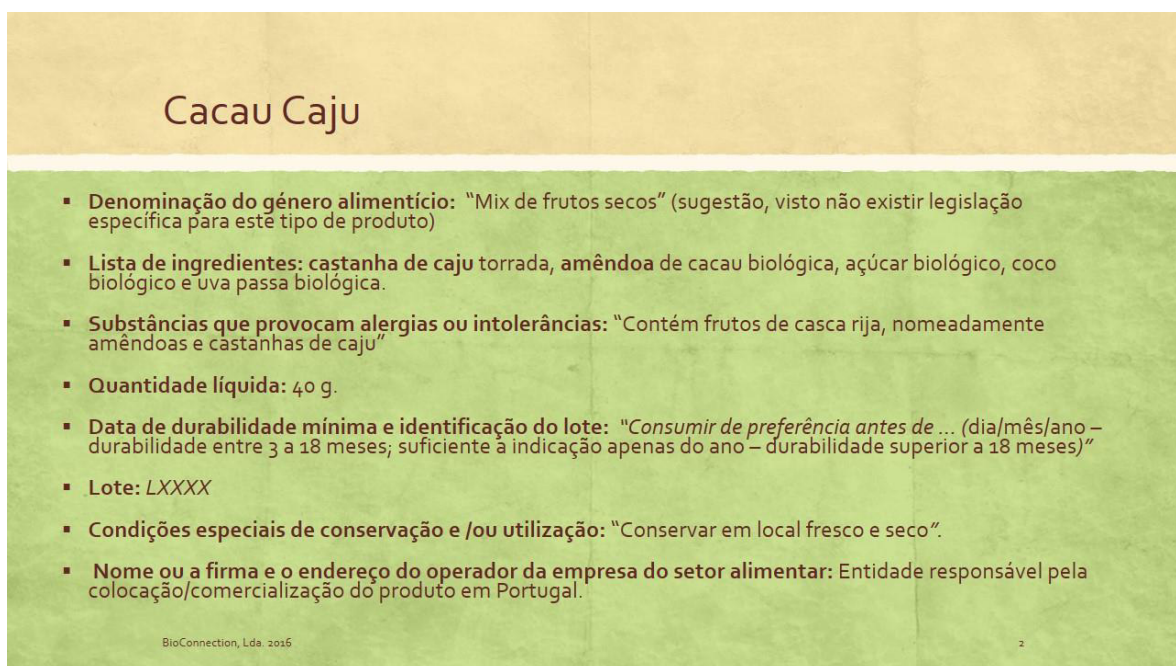 Cacau Caju
▪ Denominação do género alimentício: “Mix de frutos secos” (sugestão, visto não existir legislação
específica para este tipo de produto)
▪ Lista de ingredientes: castanha de caju torrada, amêndoa de cacau biológica, açúcar biológico, coco
biológico e uva passa biológica.
▪ Substâncias que provocam alergias ou intolerâncias: “Contém frutos de casca rija, nomeadamente
amêndoas e castanhas de caju”
▪ Quantidade líquida: 40 g.
▪ Data de durabilidade mínima e identificação do lote: “Consumir de preferência antes de ... (dia/mês/ano –
durabilidade entre 3 a 18 meses; suficiente a indicação apenas do ano – durabilidade superior a 18 meses)”
▪ Lote: LXXXX
▪ Condições especiais de conservação e /ou utilização: “Conservar em local fresco e seco”.
▪ Nome ou a firma e o endereço do operador da empresa do setor alimentar: Entidade responsável pela
colocação/comercialização do produto em Portugal.
BioConnection, Lda. 2016
2